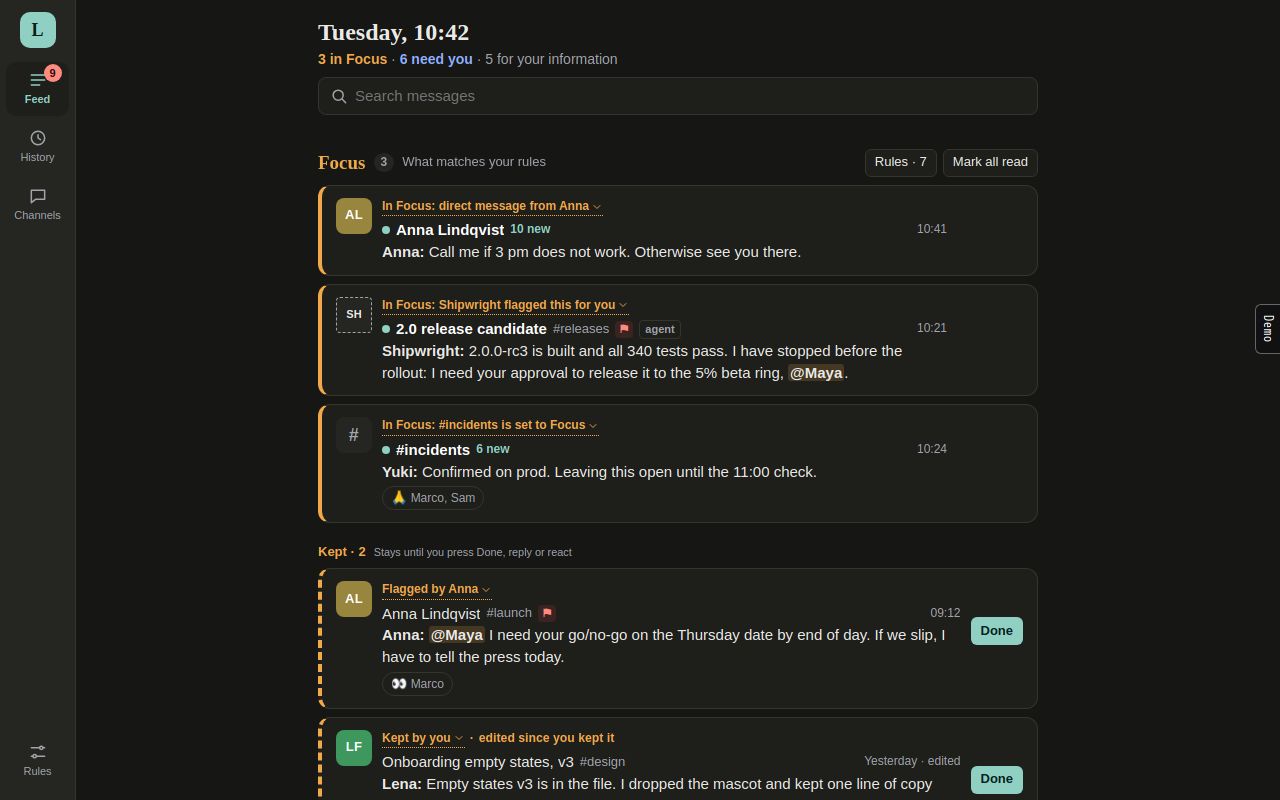 L
9
Feed
History
Channels
Rules
Tuesday, 10:42
3 in Focus · 6 need you · 5 for your information
Search messages
Focus 3 What matches your rules
Rules · 7
Mark all read
AL
In Focus: direct message from Anna
Anna Lindqvist 10 new
10:41
Anna: Call me if 3 pm does not work. Otherwise see you there.
SH
In Focus: Shipwright flagged this for you
2.0 release candidate #releases agent
10:21
Shipwright: 2.0.0-rc3 is built and all 340 tests pass. I have stopped before the
rollout: I need your approval to release it to the 5% beta ring, @Maya.
#
In Focus: #incidents is set to Focus
#incidents 6 new
10:24
Yuki: Confirmed on prod. Leaving this open until the 11:00 check.
🙏 Marco, Sam
Kept · 2 Stays until you press Done, reply or react
AL
Flagged by Anna
Anna Lindqvist #launch
09:12
Anna: @Maya I need your go/no-go on the Thursday date by end of day. If we slip, I
have to tell the press today.
👀 Marco
Done
LF
Kept by you · edited since you kept it
Onboarding empty states, v3 #design
Yesterday · edited
Lena: Empty states v3 is in the file. I dropped the mascot and kept one line of copy
Done
Demo